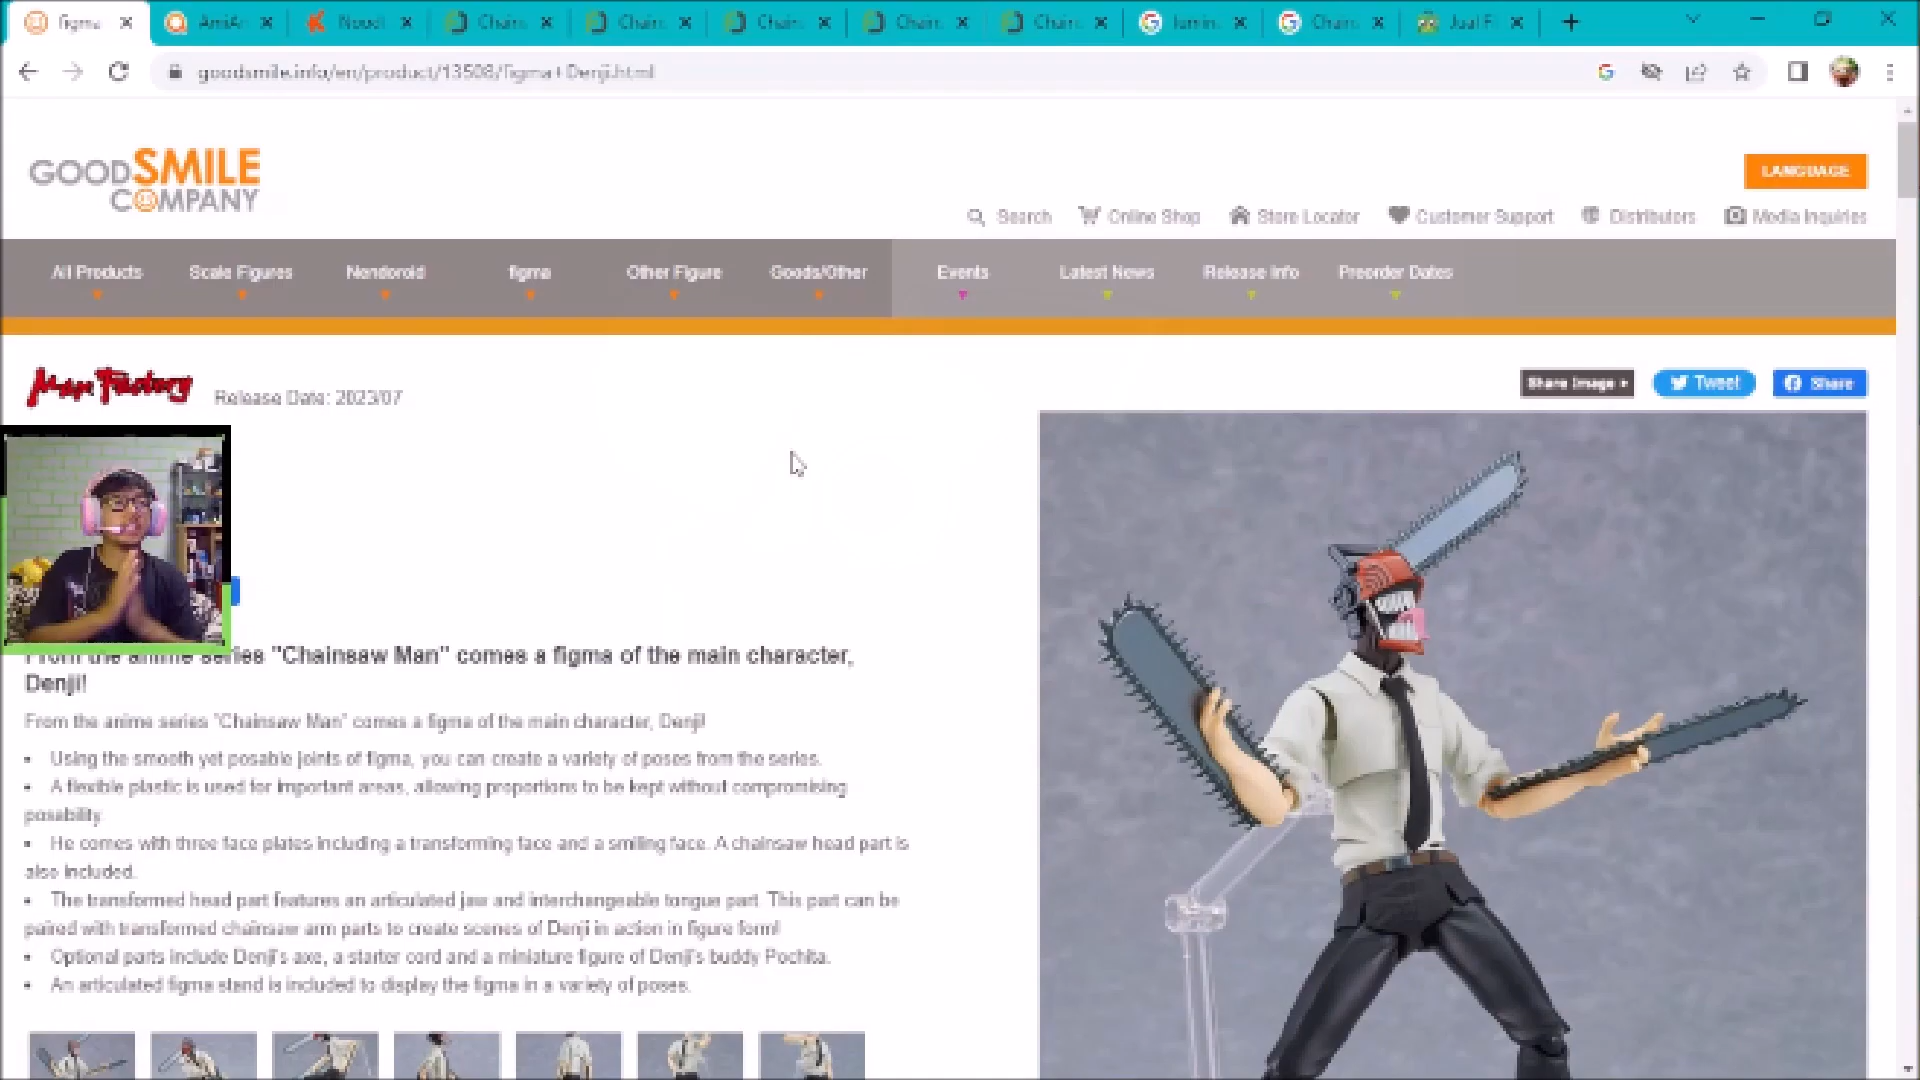 figma
AmiA
Chain
Chain
Chain
Chain
Chain
Jual F
goodsmile.info/en/product/13508/figma+Denji.html
GOODSMILE
COMPANY
LANGUAGE
Search
Online Shop
Store Locator
Customer Support
Distributors
Media Inquiries
All Products
Scale Figures
Nendoroid
figma
Other Figure
Goods/Other
Events
Latest News
Release Info
Preorder Dates
Max Factory
Release Date: 2023/07
Share Image
Tweet
Share
From the anime series "Chainsaw Man" comes a figma of the main character,
Denji!
From the anime series "Chainsaw Man" comes a figma of the main character, Denji!
• Using the smooth yet posable joints of figma, you can create a variety of poses from the series.
• A flexible plastic is used for important areas, allowing proportions to be kept without compromising
posability.
• He comes with three face plates including a transforming face and a smiling face. A chainsaw head part is
also included.
• The transformed head part features an articulated jaw and interchangeable tongue part. This part can be
paired with transformed chainsaw arm parts to create scenes of Denji in action in figure form!
• Optional parts include Denji's axe, a starter cord and a miniature figure of Denji's buddy Pochita.
• An articulated figma stand is included to display the figma in a variety of poses.